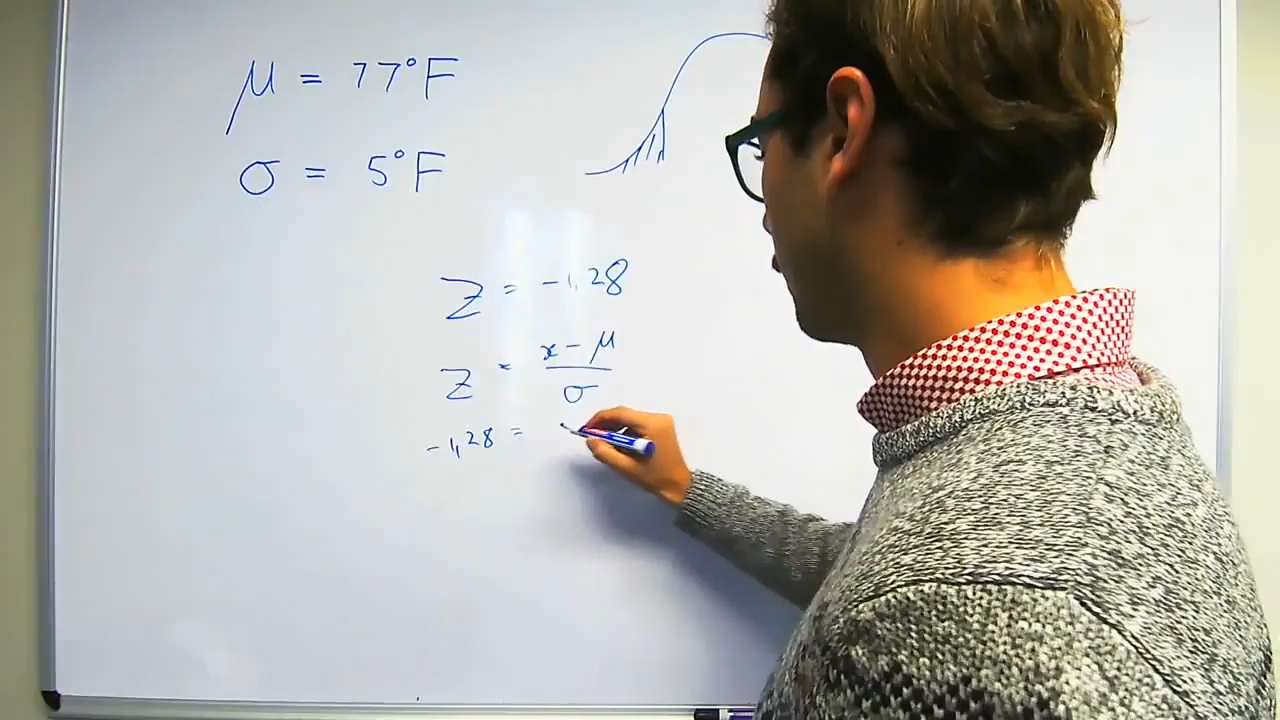 μ = 77°F
σ = 5°F
Z = -1,28
Z = x - μ / σ
-1,28 =